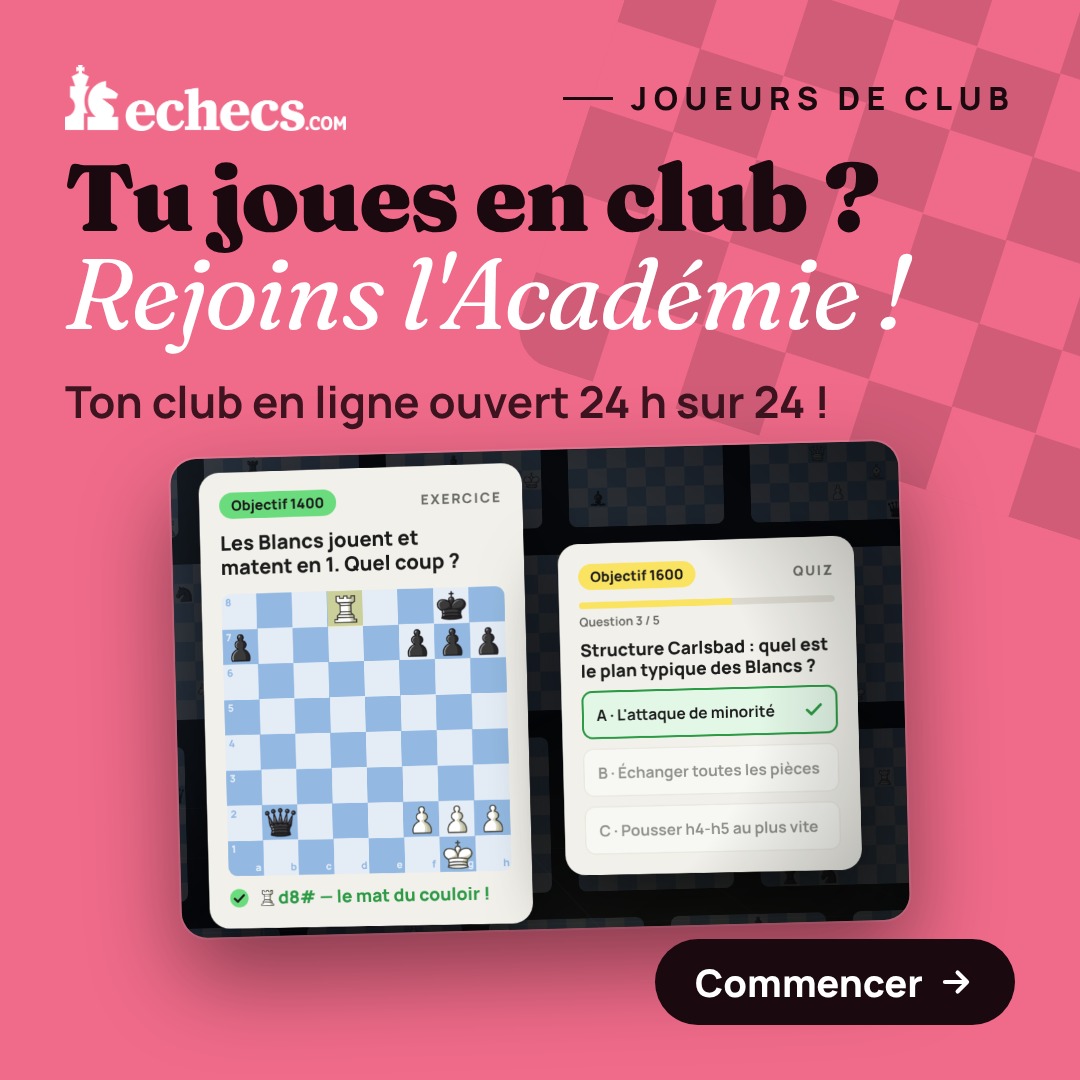 echecs.COM
JOUEURS DE CLUB
Tu joues en club ?
Rejoins l'Académie !
Ton club en ligne ouvert 24 h sur 24 !
Objectif 1400
EXERCICE
Les Blancs jouent et
matent en 1. Quel coup ?
8
7
6
5
4
3
2
1
a b c d e f g h
d8# — le mat du couloir !
Objectif 1600
QUIZ
Question 3 / 5
Structure Carlsbad : quel est
le plan typique des Blancs ?
A · L'attaque de minorité
B · Échanger toutes les pièces
C · Pousser h4-h5 au plus vite
Commencer →